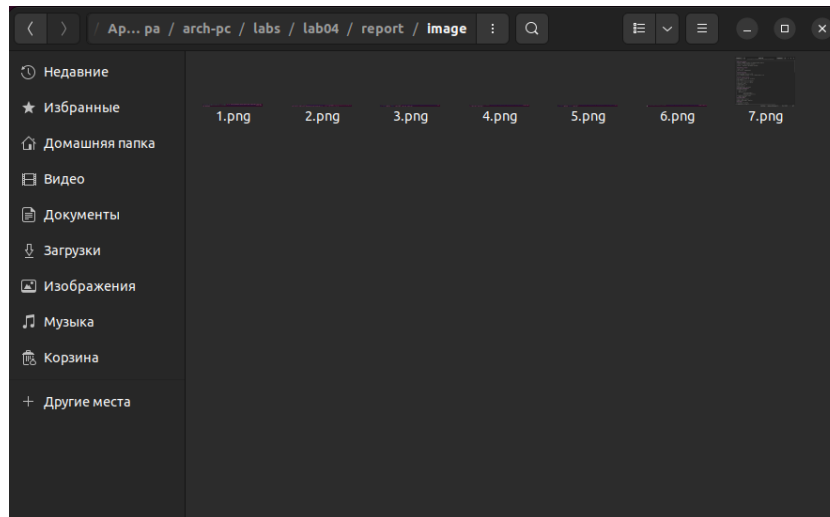 / Ap... pa / arch-pc / labs / lab04 / report / image
Недавние
Избранные
Домашняя папка
Видео
Документы
Загрузки
Изображения
Музыка
Корзина
+ Другие места
1.png 2.png 3.png 4.png 5.png 6.png 7.png